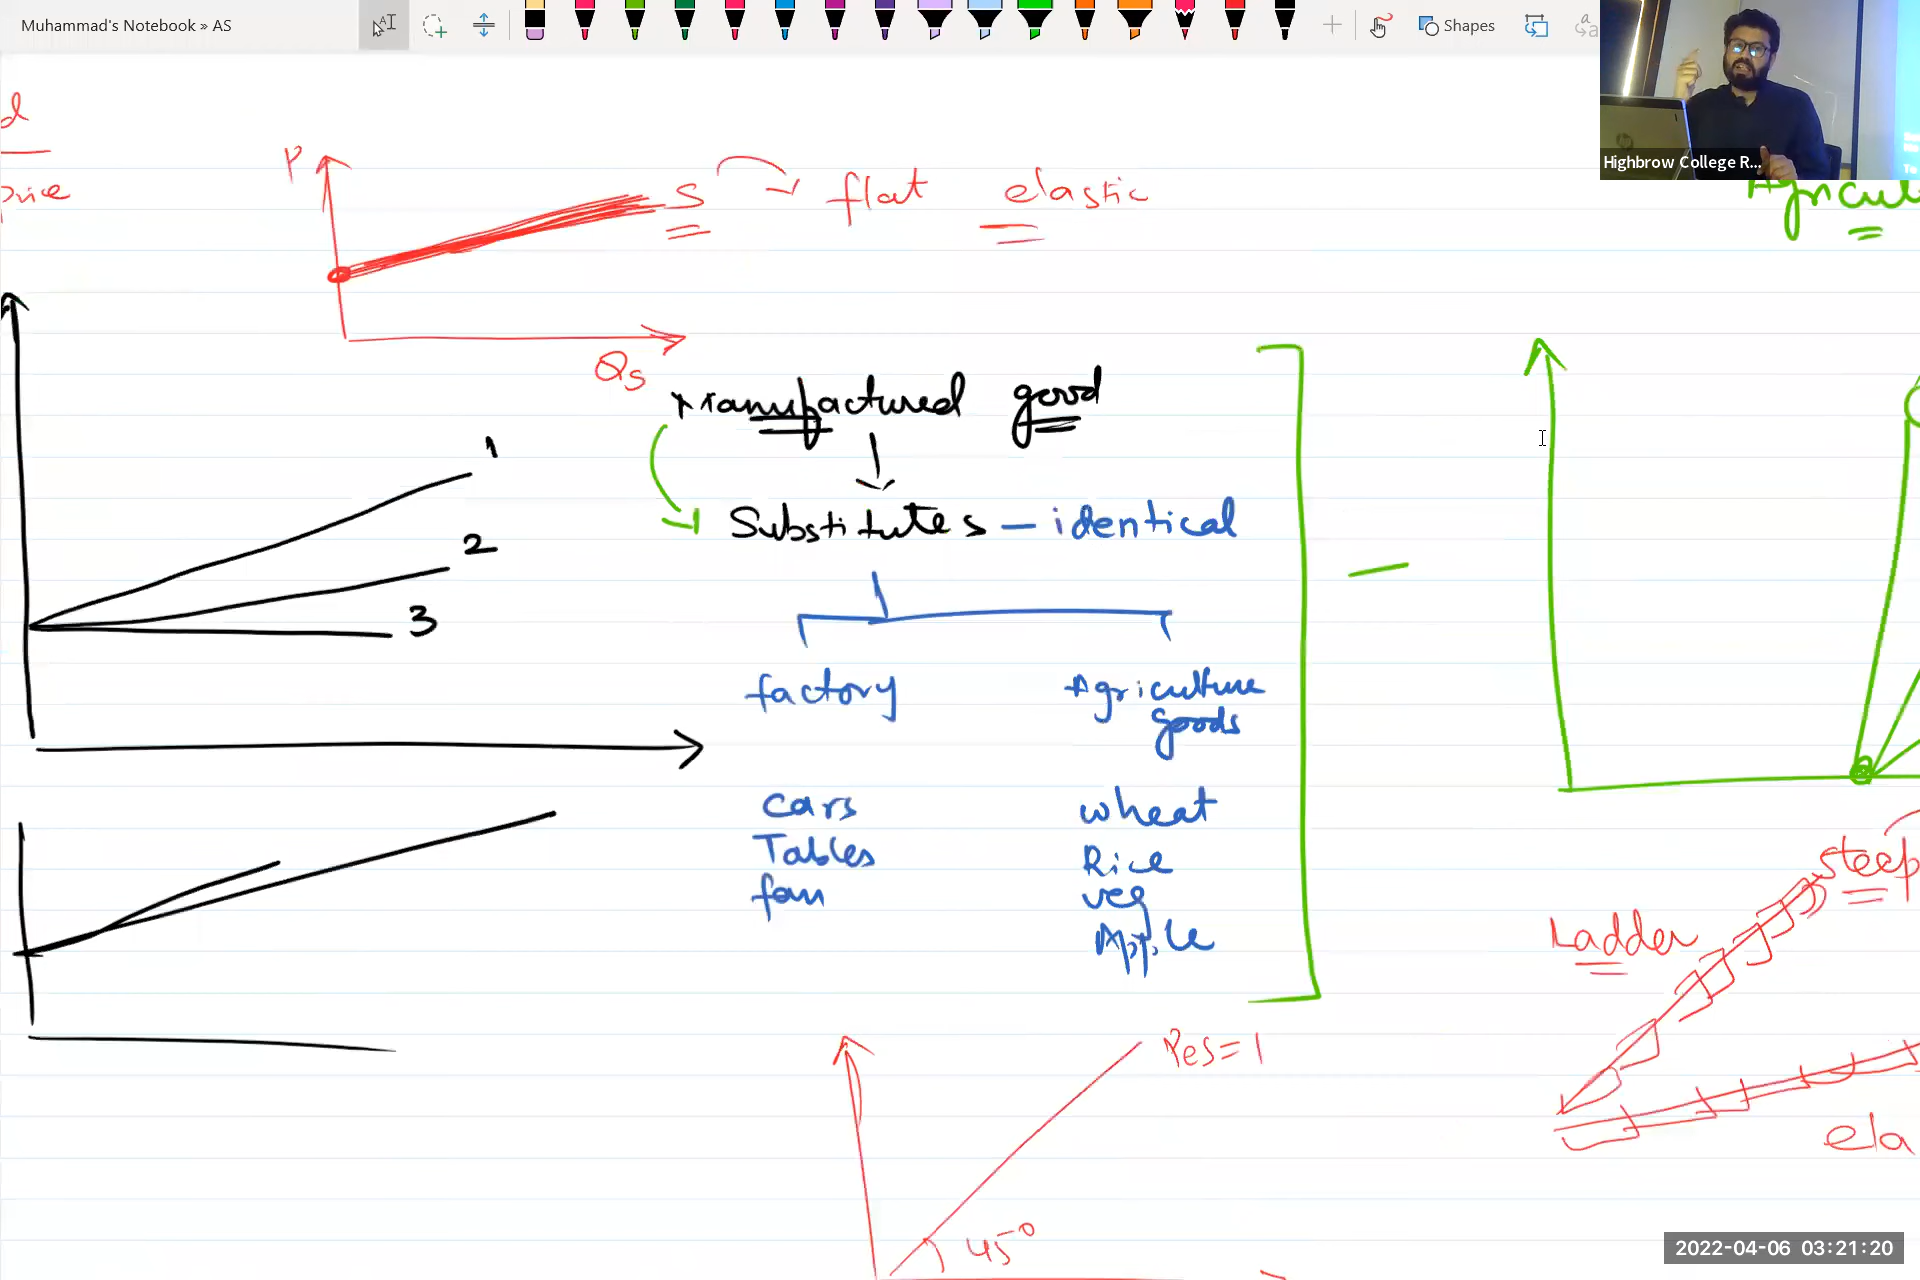 Muhammad's Notebook » AS
Shapes
Highbrow College R...
d
price
P
S
flat elastic
Qs
Agricul
Manufactured good
1
Substitutes – identical
2
3
factory
Agriculture
goods
cars
wheat
Tables
Rice
fan
veg
Apple
steep
Ladder
Pes = 1
ela
45°
2022-04-06 03:21:20